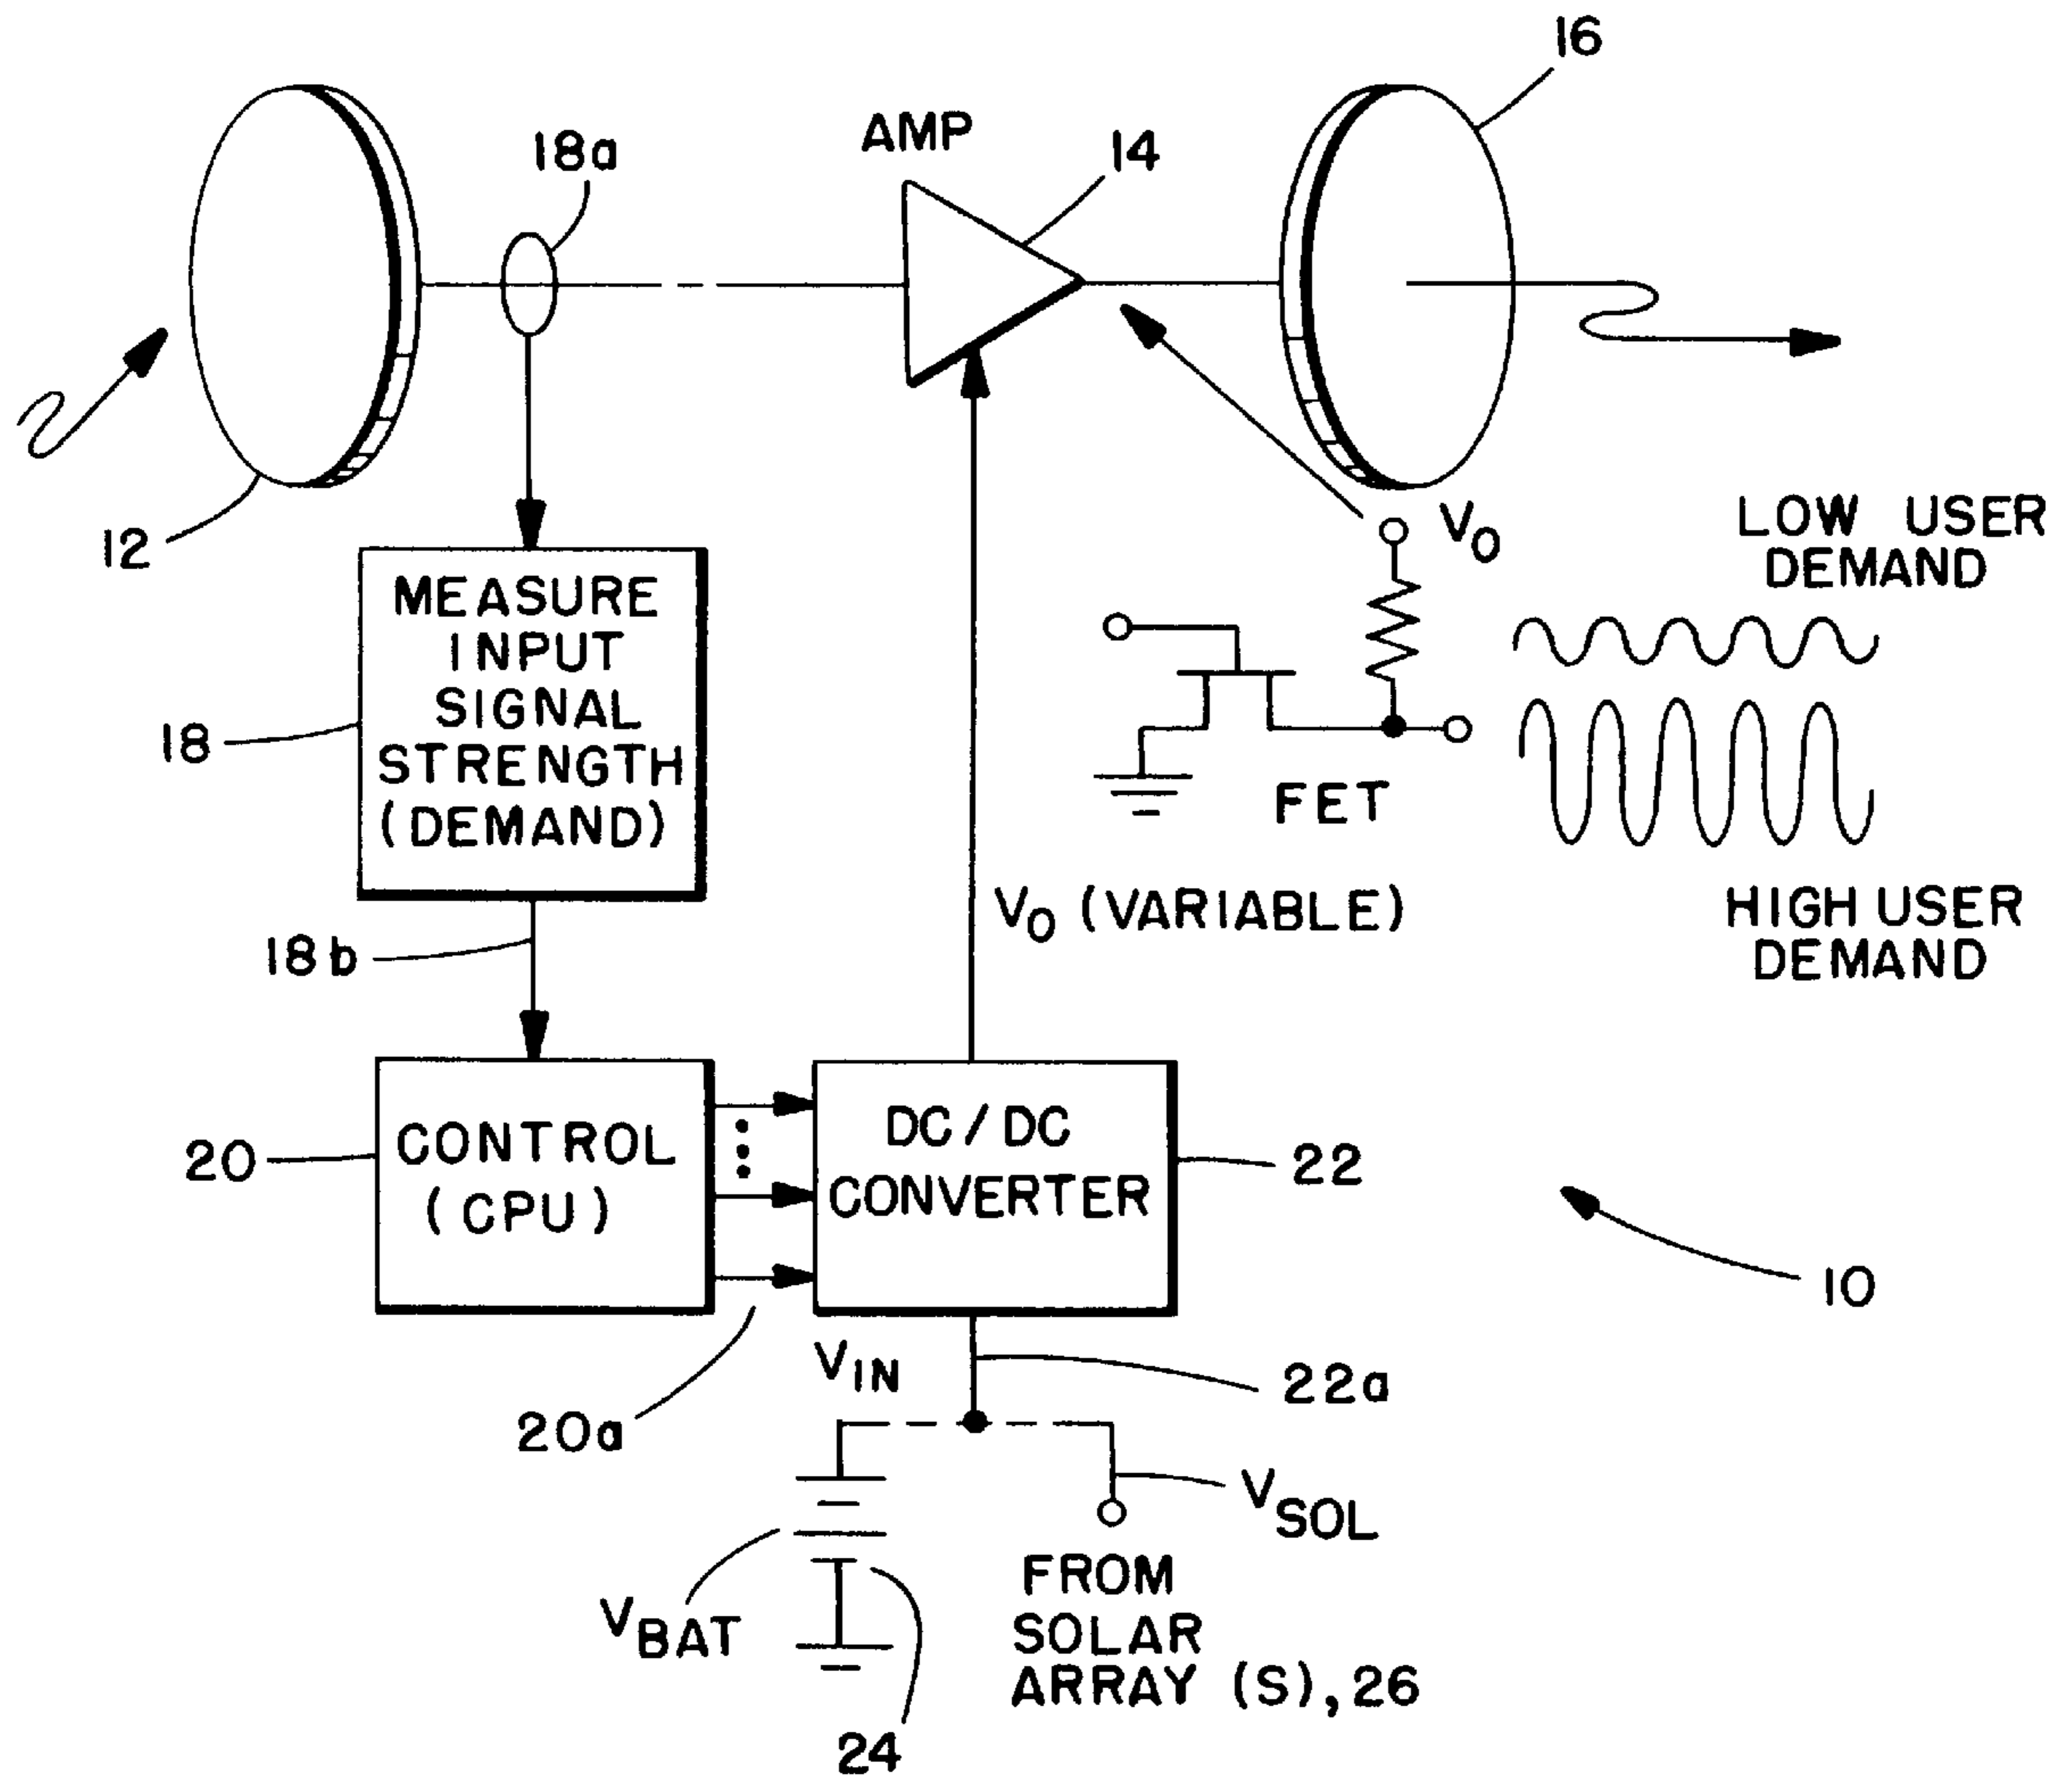 16
18a
AMP
14
12
V₀
LOW USER
DEMAND
MEASURE
INPUT
SIGNAL
STRENGTH
(DEMAND)
18
FET
V₀ (VARIABLE)
HIGH USER
DEMAND
18b
CONTROL
(CPU)
20
DC/DC
CONVERTER
22
10
VIN
22a
20a
VSOL
VBAT
FROM
SOLAR
ARRAY (S), 26
24